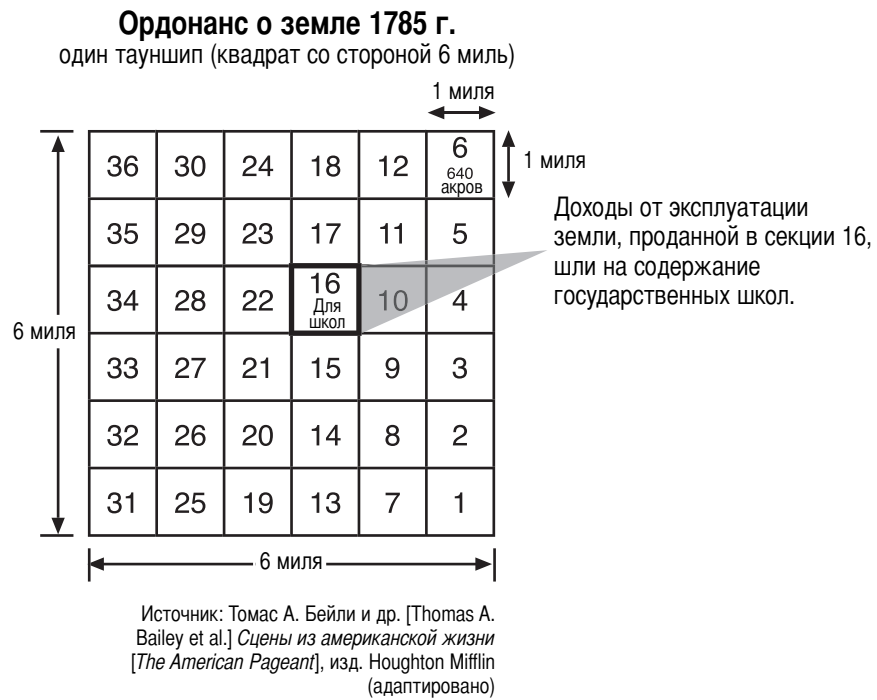 Ордонанс о земле 1785 г.
один тауншип (квадрат со стороной 6 миль)
1 миля
36 30 24 18 12 6
640
акров
1 миля
35 29 23 17 11 5
Доходы от эксплуатации
земли, проданной в секции 16,
шли на содержание
государственных школ.
34 28 22 16 10 4
Для
школ
6 миля
33 27 21 15 9 3
32 26 20 14 8 2
31 25 19 13 7 1
6 миля
Источник: Томас А. Бейли и др. [Thomas A.
Bailey et al.] Сцены из американской жизни
[The American Pageant], изд. Houghton Mifflin
(адаптировано)